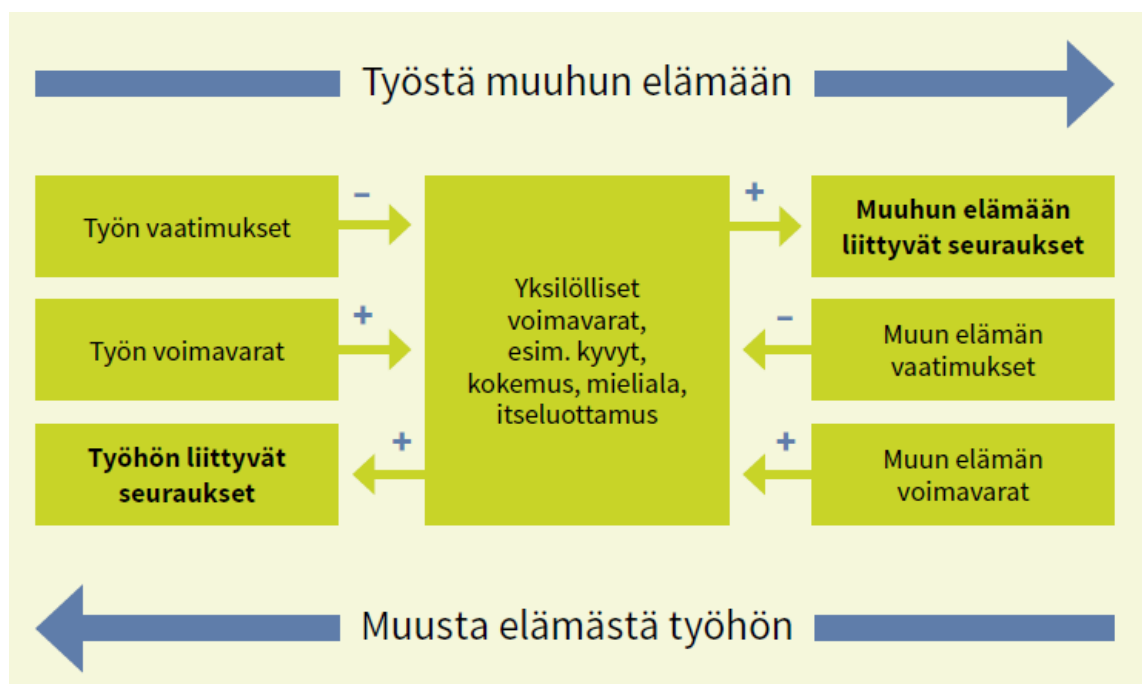 Työstä muuhun elämään
Työn vaatimukset
−
Työn voimavarat
+
Työhön liittyvät
seuraukset
+
Yksilölliset
voimavarat,
esim. kyvyt,
kokemus, mieliala,
itseluottamus
+
Muuhun elämään
liittyvät seuraukset
−
Muun elämän
vaatimukset
+
Muun elämän
voimavarat
Muusta elämästä työhön